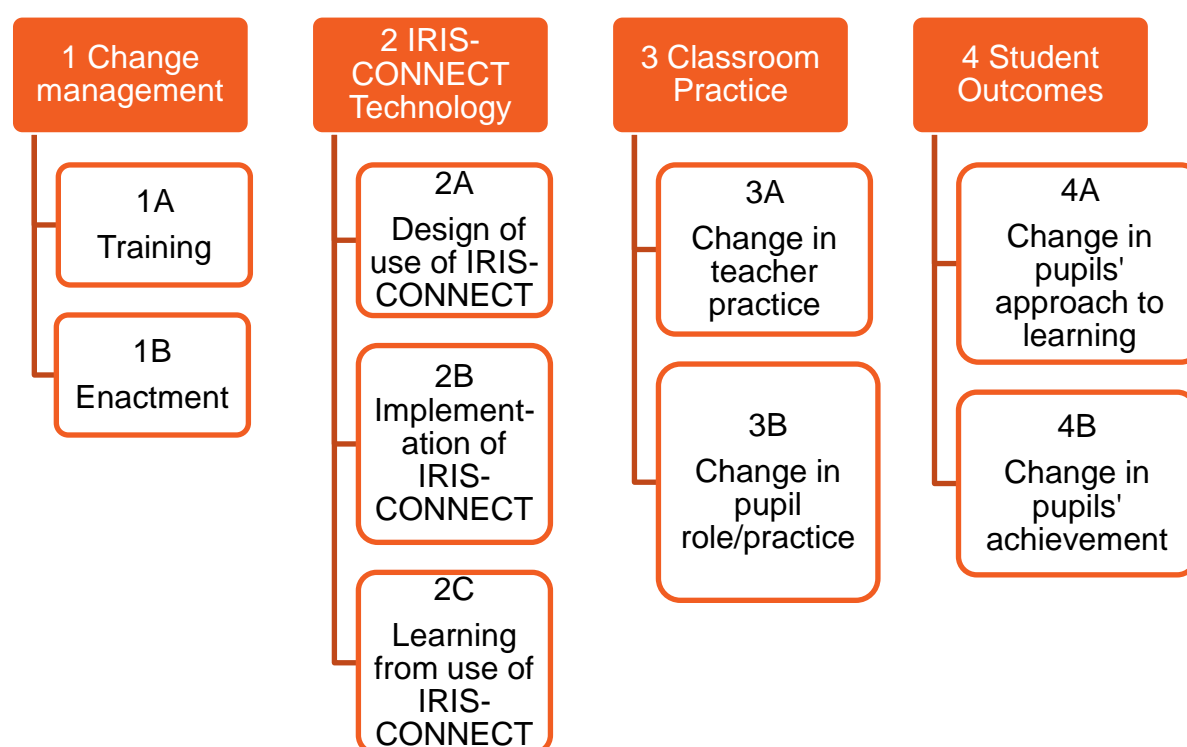 1 Change
management
1A
Training
1B
Enactment
2 IRIS-
CONNECT
Technology
2A
Design of
use of IRIS-
CONNECT
2B
Implement-
ation of
IRIS-
CONNECT
2C
Learning
from use of
IRIS-
CONNECT
3 Classroom
Practice
3A
Change in
teacher
practice
3B
Change in
pupil
role/practice
4 Student
Outcomes
4A
Change in
pupils'
approach to
learning
4B
Change in
pupils'
achievement